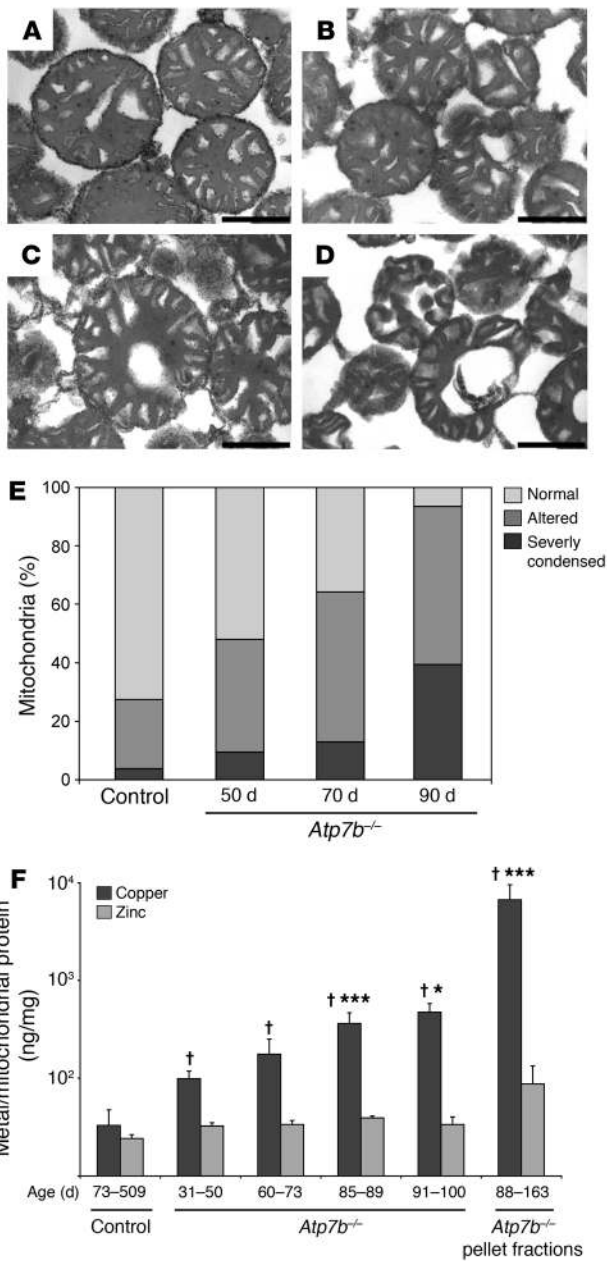 A
B
C
D
E
100
80
60
40
20
0
Mitochondria (%)
Normal
Altered
Severly
condensed
Control
50 d
70 d
90 d
Atp7b–/–
F
Copper
Zinc
Metal/mitochondrial protein
(ng/mg)
10⁴
10³
10²
†
†
† ***
† *
† ***
Age (d)
73–509
31–50
60–73
85–89
91–100
88–163
Control
Atp7b–/–
Atp7b–/–
pellet fractions